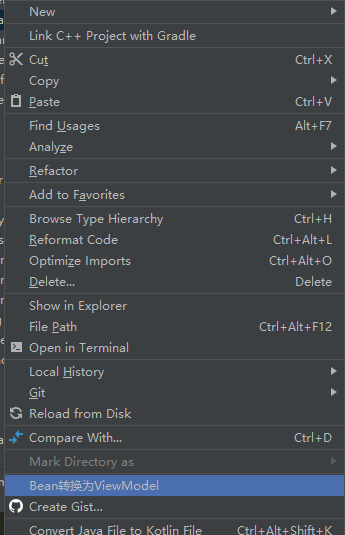 New
Link C++ Project with Gradle
Cut Ctrl+X
Copy
Paste Ctrl+V
Find Usages Alt+F7
Analyze
Refactor
Add to Favorites
Browse Type Hierarchy Ctrl+H
Reformat Code Ctrl+Alt+L
Optimize Imports Ctrl+Alt+O
Delete... Delete
Show in Explorer
File Path Ctrl+Alt+F12
Open in Terminal
Local History
Git
Reload from Disk
Compare With... Ctrl+D
Mark Directory as
Bean转换为ViewModel
Create Gist...
Convert Java File to Kotlin File Ctrl+Alt+Shift+K